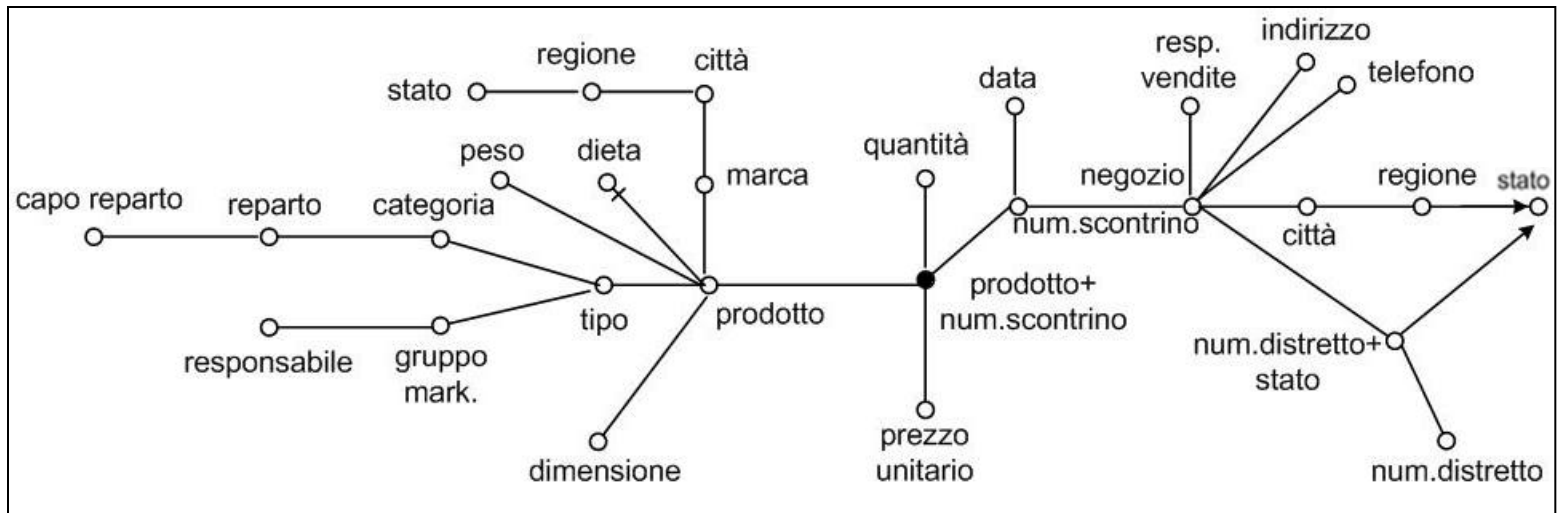 regione
città
stato
peso
dieta
marca
capo reparto
reparto
categoria
responsabile
gruppo
mark.
tipo
prodotto
dimensione
quantità
prodotto+
num.scontrino
prezzo
unitario
data
num.scontrino
resp.
vendite
indirizzo
telefono
negozio
città
regione
stato
num.distretto+
stato
num.distretto